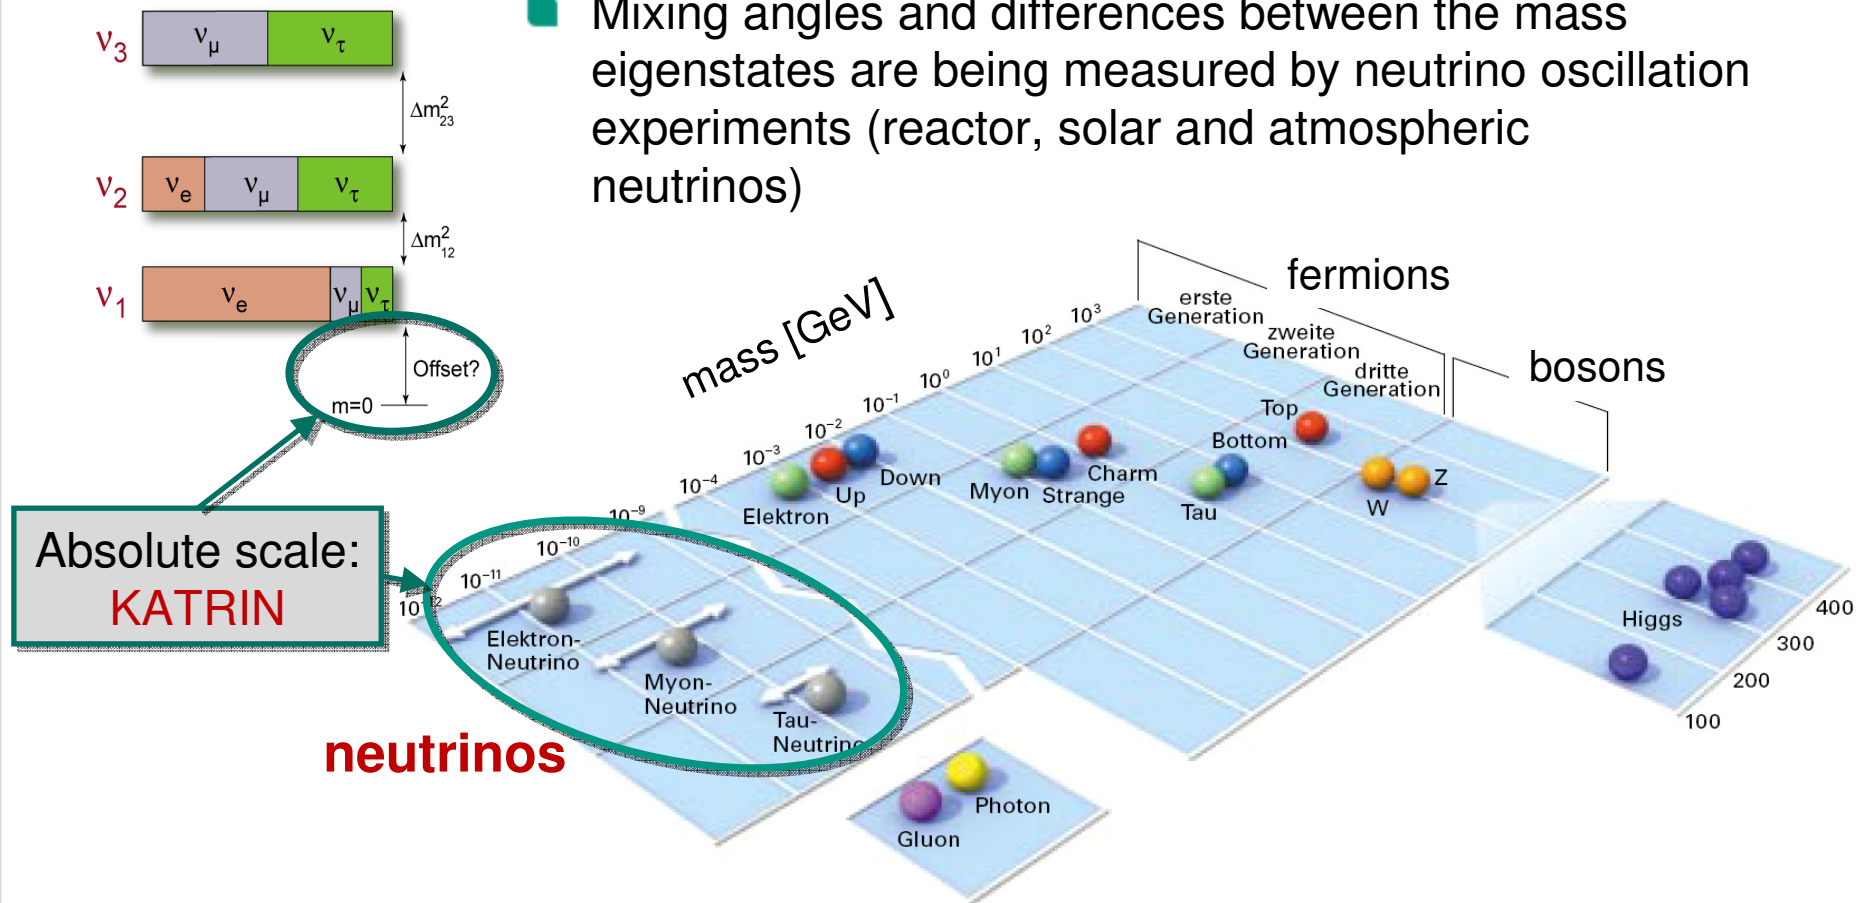 Mixing angles and differences between the mass
eigenstates are being measured by neutrino oscillation
experiments (reactor, solar and atmospheric
neutrinos)
ν3
νμ ντ
Δm²23
ν2
νe νμ ντ
Δm²12
ν1
νe νμ ντ
Offset?
m=0
Absolute scale:
KATRIN
neutrinos
mass [GeV]
10³
10²
10¹
10⁰
10⁻¹
10⁻²
10⁻³
10⁻⁴
10⁻⁹
10⁻¹⁰
10⁻¹¹
10⁻¹²
fermions
erste
Generation
zweite
Generation
dritte
Generation
bosons
Top
Bottom
Tau
Charm
Strange
Myon
Down
Up
Elektron
W
Z
Elektron-
Neutrino
Myon-
Neutrino
Tau-
Neutrino
Photon
Gluon
Higgs
400
300
200
100